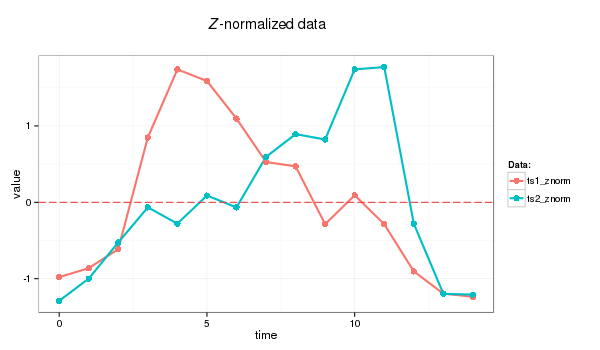 Z-normalized data
value
1
0
-1
0
5
10
time
Data:
ts1_znorm
ts2_znorm